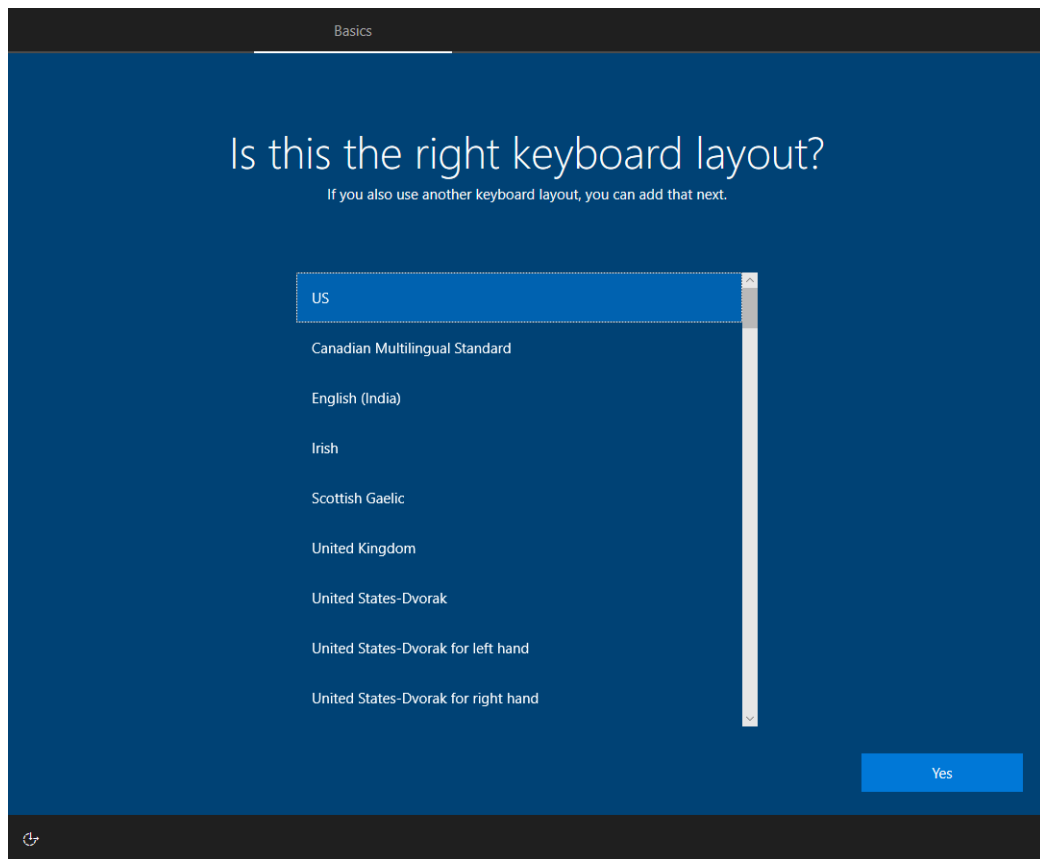 Basics
Is this the right keyboard layout?
If you also use another keyboard layout, you can add that next.
US
Canadian Multilingual Standard
English (India)
Irish
Scottish Gaelic
United Kingdom
United States-Dvorak
United States-Dvorak for left hand
United States-Dvorak for right hand
Yes